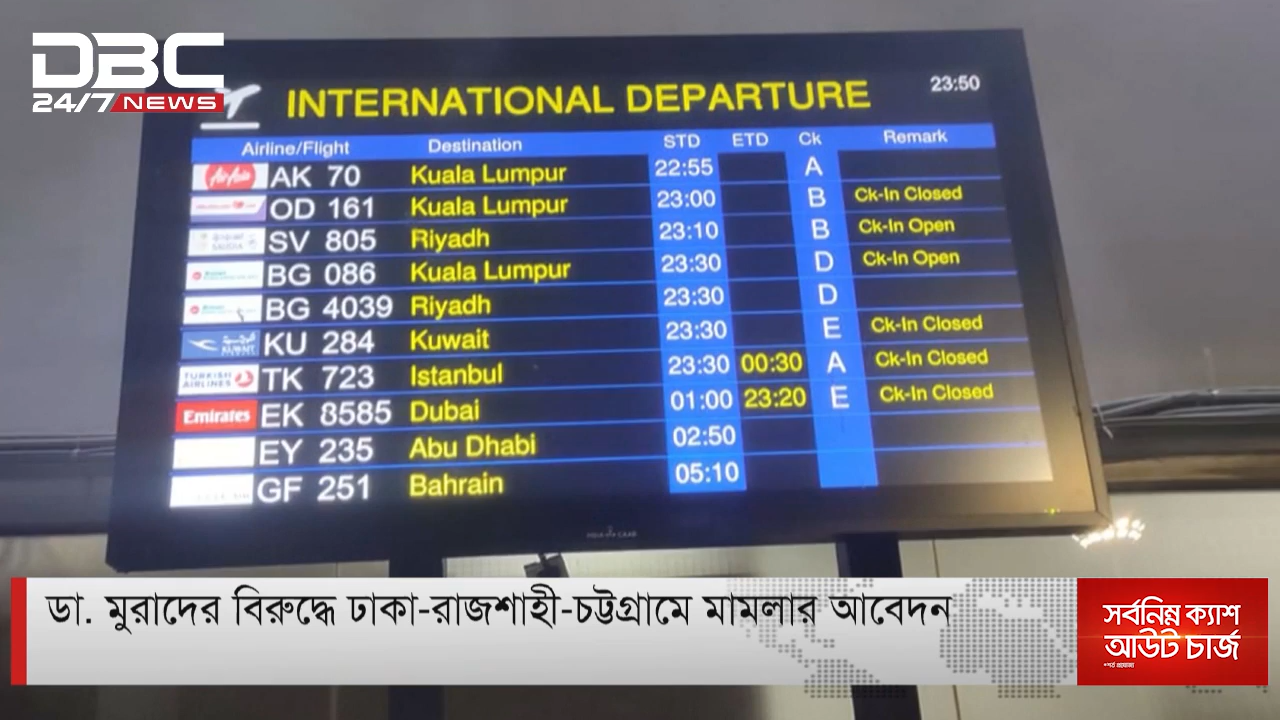 DBC
24/7 NEWS
INTERNATIONAL DEPARTURE 23:50
Airline/Flight Destination STD ETD Ck Remark
AirAsia AK 70 Kuala Lumpur 22:55 A
OD 161 Kuala Lumpur 23:00 B Ck-In Closed
SV 805 Riyadh 23:10 B Ck-In Open
BG 086 Kuala Lumpur 23:30 D Ck-In Open
BG 4039 Riyadh 23:30 D
KUWAIT KU 284 Kuwait 23:30 E Ck-In Closed
TURKISH AIRLINES TK 723 Istanbul 23:30 00:30 A Ck-In Closed
Emirates EK 8585 Dubai 01:00 23:20 E Ck-In Closed
EY 235 Abu Dhabi 02:50
GF 251 Bahrain 05:10
ডা. মুরাদের বিরুদ্ধে ঢাকা-রাজশাহী-চট্টগ্রামে মামলার আবেদন
সর্বনিম্ন ক্যাশ
আউট চার্জ
*শর্ত প্রযোজ্য